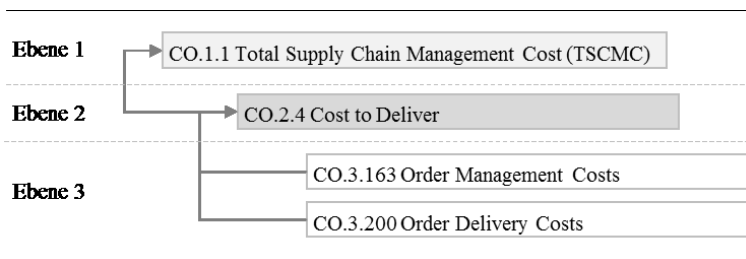 Ebene 1
CO.1.1 Total Supply Chain Management Cost (TSCMC)
Ebene 2
CO.2.4 Cost to Deliver
Ebene 3
CO.3.163 Order Management Costs
CO.3.200 Order Delivery Costs